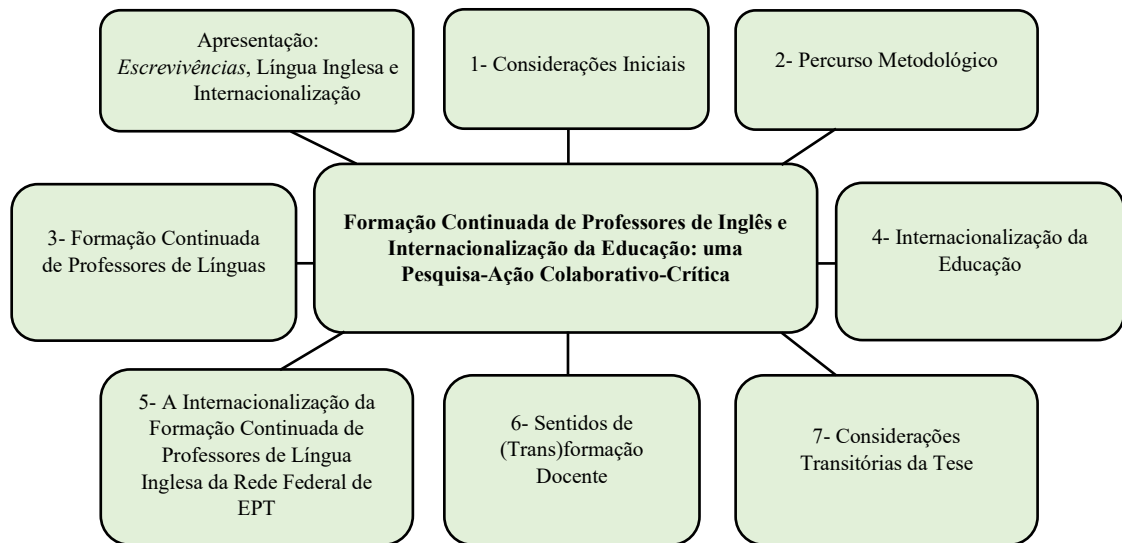 Apresentação:
Escrevivências, Língua Inglesa e
Internacionalização
1- Considerações Iniciais
2- Percurso Metodológico
3- Formação Continuada
de Professores de Línguas
Formação Continuada de Professores de Inglês e
Internacionalização da Educação: uma
Pesquisa-Ação Colaborativo-Crítica
4- Internacionalização da
Educação
5- A Internacionalização da
Formação Continuada de
Professores de Língua
Inglesa da Rede Federal de
EPT
6- Sentidos de
(Trans)formação
Docente
7- Considerações
Transitórias da Tese